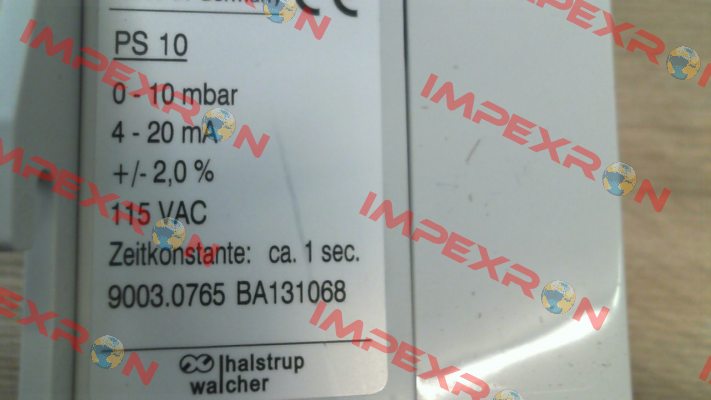 Germany
PS 10
0 - 10 mbar
4 - 20 mA
+/- 2,0 %
115 VAC
Zeitkonstante: ca. 1 sec.
9003.0765 BA131068
halstrup
walcher
IMPEXRON
IMPEXRON
IMPEXRON
IMPEXRON
IMPEXRON